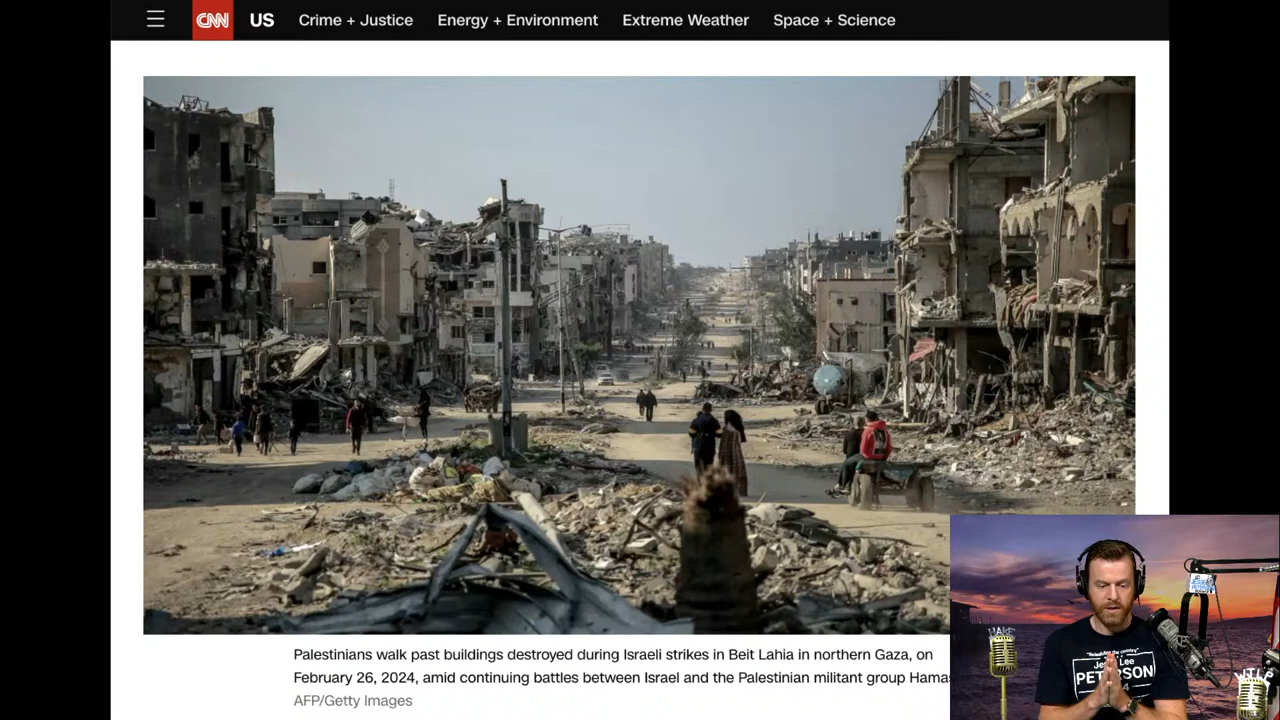 CNN US Crime + Justice Energy + Environment Extreme Weather Space + Science
Palestinians walk past buildings destroyed during Israeli strikes in Beit Lahia in northern Gaza, on
February 26, 2024, amid continuing battles between Israel and the Palestinian militant group Hamas
AFP/Getty Images
HAKE
PETERSON